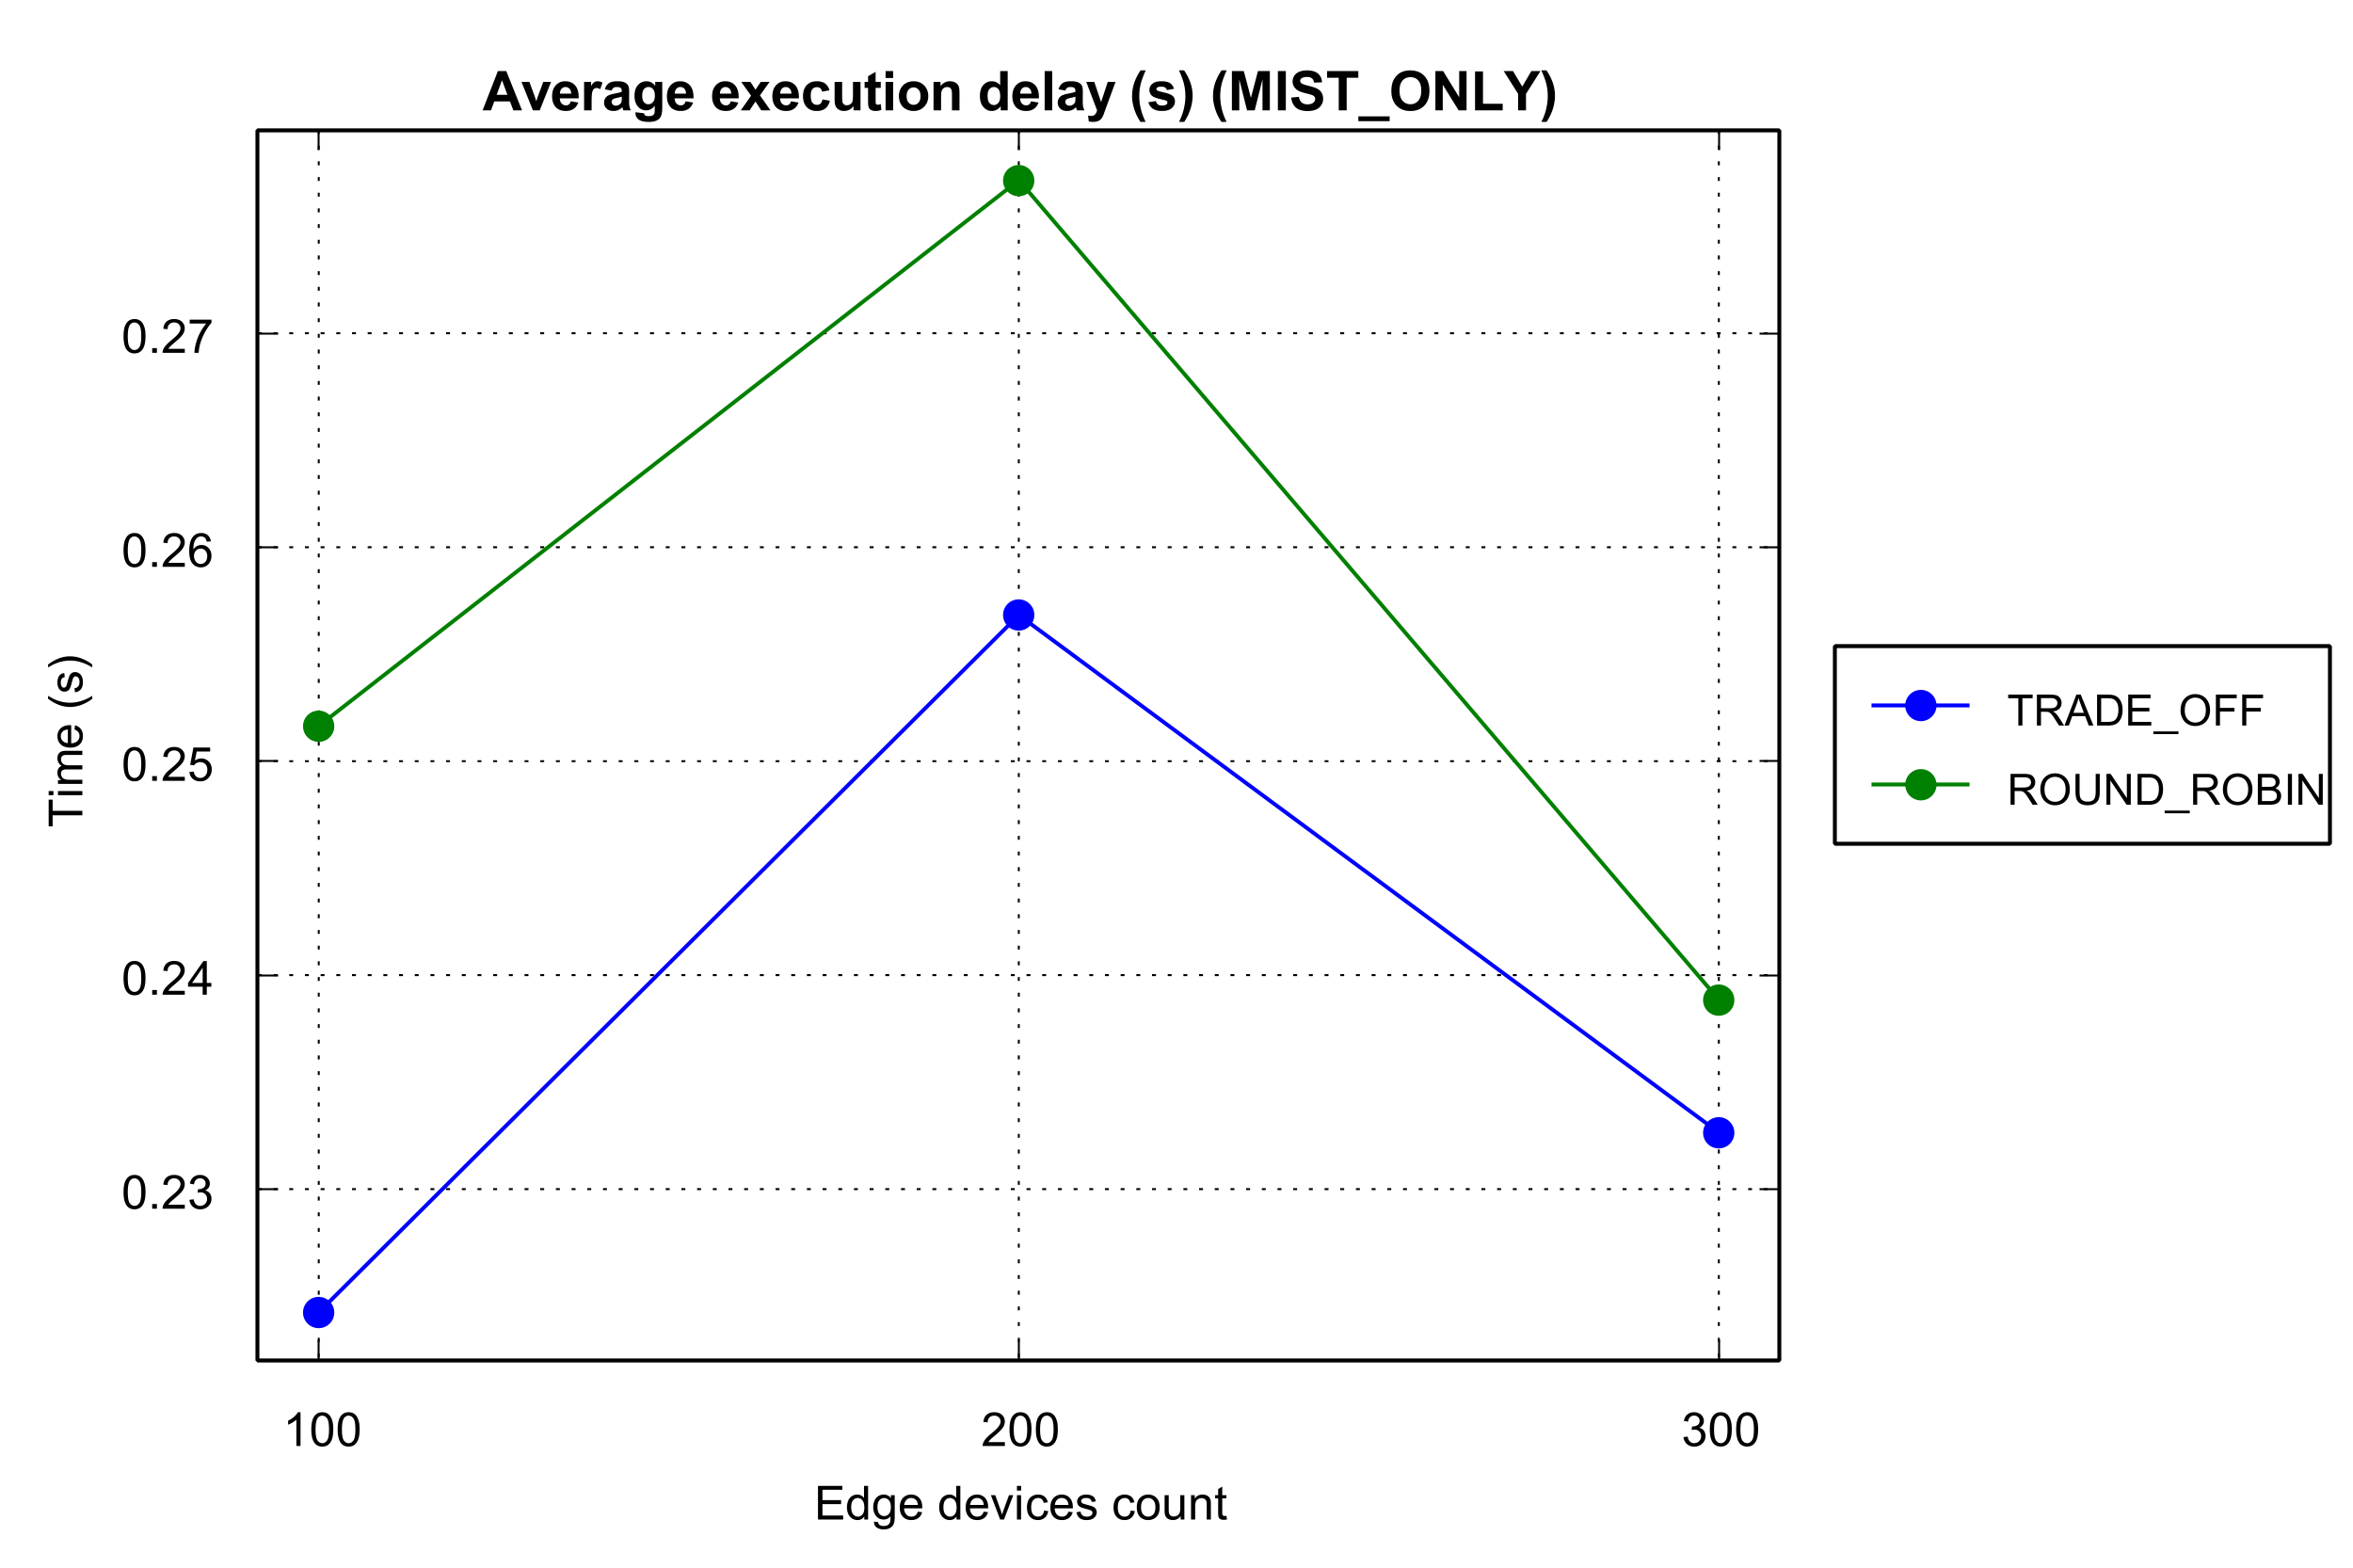 Average execution delay (s) (MIST_ONLY)
0.27
0.26
0.25
0.24
0.23
Time (s)
100 200 300
Edge devices count
TRADE_OFF
ROUND_ROBIN